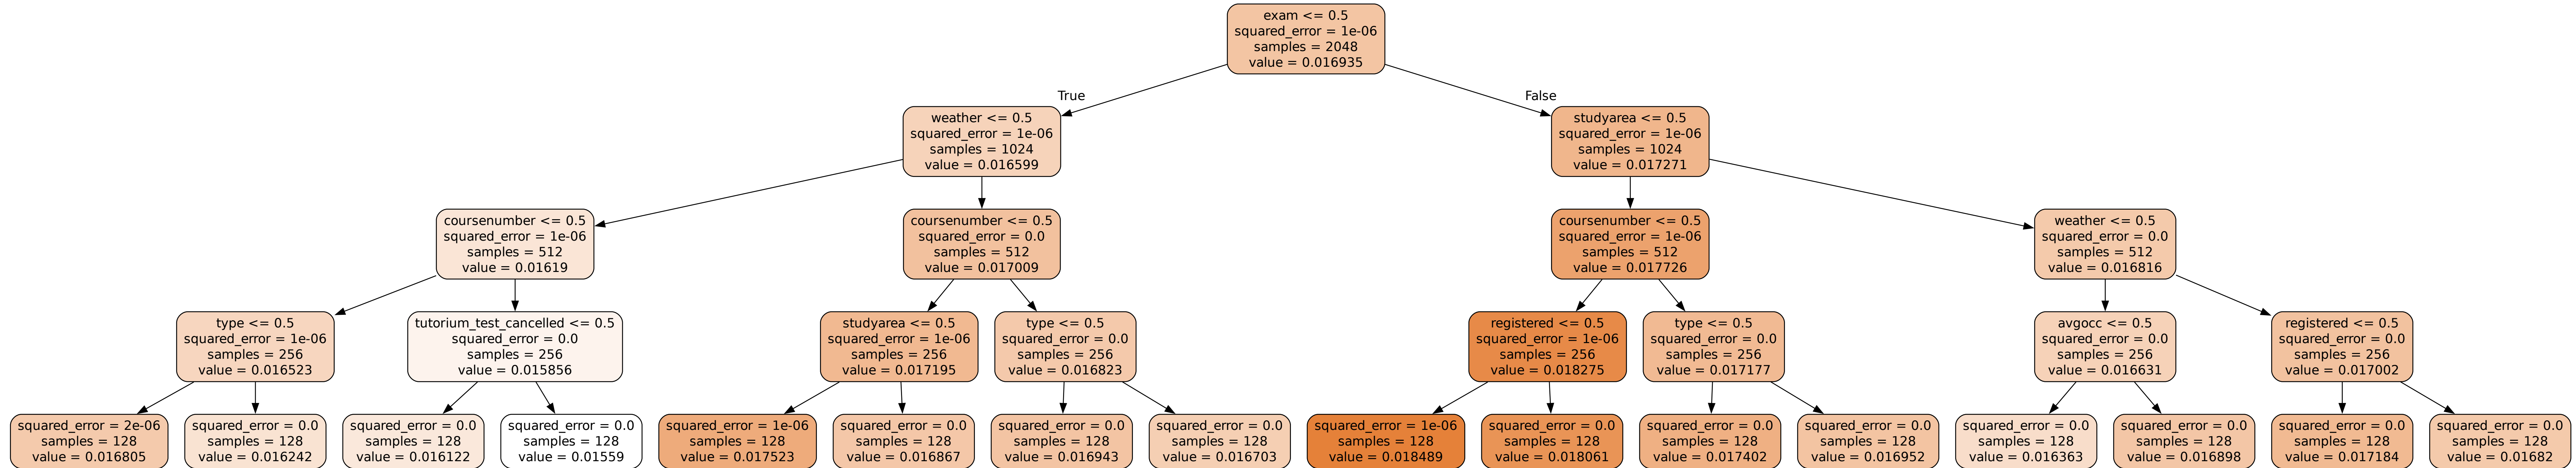 exam <= 0.5
squared_error = 1e-06
samples = 2048
value = 0.016935
True
False
weather <= 0.5
squared_error = 1e-06
samples = 1024
value = 0.016599
studyarea <= 0.5
squared_error = 1e-06
samples = 1024
value = 0.017271
coursenumber <= 0.5
squared_error = 1e-06
samples = 512
value = 0.01619
coursenumber <= 0.5
squared_error = 0.0
samples = 512
value = 0.017009
coursenumber <= 0.5
squared_error = 1e-06
samples = 512
value = 0.017726
weather <= 0.5
squared_error = 0.0
samples = 512
value = 0.016816
type <= 0.5
squared_error = 1e-06
samples = 256
value = 0.016523
tutorium_test_cancelled <= 0.5
squared_error = 0.0
samples = 256
value = 0.015856
studyarea <= 0.5
squared_error = 1e-06
samples = 256
value = 0.017195
type <= 0.5
squared_error = 0.0
samples = 256
value = 0.016823
registered <= 0.5
squared_error = 1e-06
samples = 256
value = 0.018275
type <= 0.5
squared_error = 0.0
samples = 256
value = 0.017177
avgocc <= 0.5
squared_error = 0.0
samples = 256
value = 0.016631
registered <= 0.5
squared_error = 0.0
samples = 256
value = 0.017002
squared_error = 2e-06
samples = 128
value = 0.016805
squared_error = 0.0
samples = 128
value = 0.016242
squared_error = 0.0
samples = 128
value = 0.016122
squared_error = 0.0
samples = 128
value = 0.01559
squared_error = 1e-06
samples = 128
value = 0.017523
squared_error = 0.0
samples = 128
value = 0.016867
squared_error = 0.0
samples = 128
value = 0.016943
squared_error = 0.0
samples = 128
value = 0.016703
squared_error = 1e-06
samples = 128
value = 0.018489
squared_error = 0.0
samples = 128
value = 0.018061
squared_error = 0.0
samples = 128
value = 0.017402
squared_error = 0.0
samples = 128
value = 0.016952
squared_error = 0.0
samples = 128
value = 0.016363
squared_error = 0.0
samples = 128
value = 0.016898
squared_error = 0.0
samples = 128
value = 0.017184
squared_error = 0.0
samples = 128
value = 0.01682